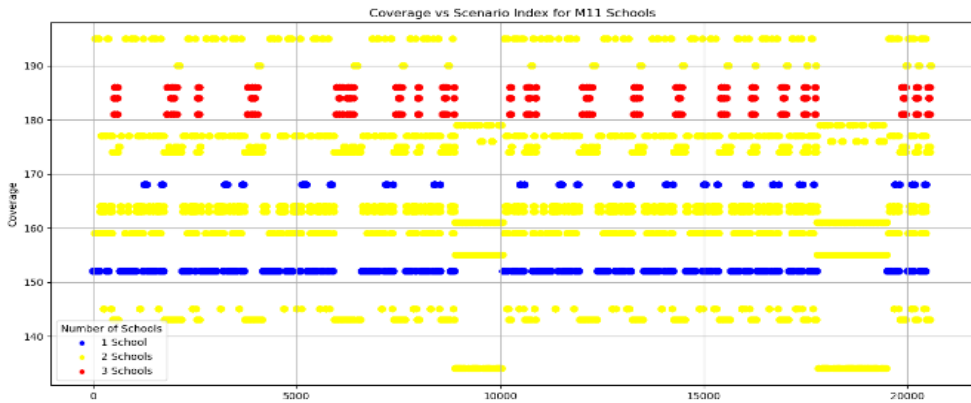 Coverage vs Scenario Index for M11 Schools
Coverage
190
180
170
160
150
140
Number of Schools
1 School
2 Schools
3 Schools
0
5000
10000
15000
20000